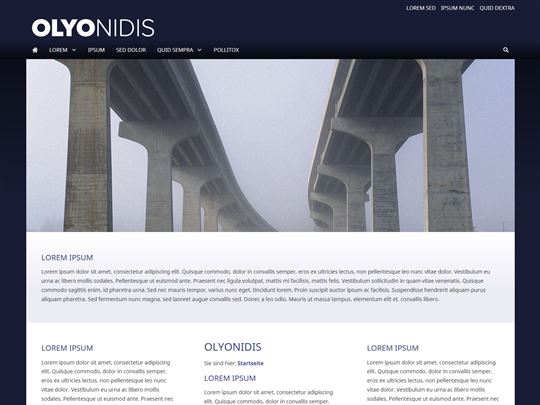 LOREM SED IPSUM NUNC QUID DEXTRA
OLYONIDIS
LOREM IPSUM SED DOLOR QUID SEMPRA POLLITOX
LOREM IPSUM
Lorem ipsum dolor sit amet, consectetur adipiscing elit. Quisque commodo, dolor in convallis semper, eros ex ultricies lectus, non pellentesque leo nunc vitae dolor. Vestibulum eu
urna ac libero mollis sodales. Pellentesque ut euismod ante. Praesent nec ligula volutpat, mattis mi facilisis, mattis felis. Vestibulum interdum mattis nisl in quam vitae venenatis. Quisque
commodo sagittis enim, id pharetra urna. Sed nec mauris tempor, varius nunc eget, tincidunt lorem. Proin suscipit auctor ipsum ac facilisis. Suspendisse hendrerit aliquam purus
aliquam pharetra. Sed fermentum nunc magna, sed laoreet augue convallis sed. Donec a leo odio. Mauris ut massa tempus, elementum elit et, convallis libero.
LOREM IPSUM
Lorem ipsum dolor sit amet,
consectetur adipiscing elit. Quisque
commodo, dolor in convallis semper,
eros ex ultricies lectus, non
pellentesque leo nunc vitae dolor.
Vestibulum eu urna ac libero mollis
sodales. Pellentesque ut euismod
ante. Praesent nec
OLYONIDIS
Sie sind hier: Startseite
LOREM IPSUM
Lorem ipsum dolor sit amet,
consectetur adipiscing elit. Quisque
LOREM IPSUM
Lorem ipsum dolor sit amet,
consectetur adipiscing elit. Quisque
commodo, dolor in convallis semper,
eros ex ultricies lectus, non
pellentesque leo nunc vitae dolor.
Vestibulum eu urna ac libero mollis
sodales. Pellentesque ut euismod
ante. Praesent nec